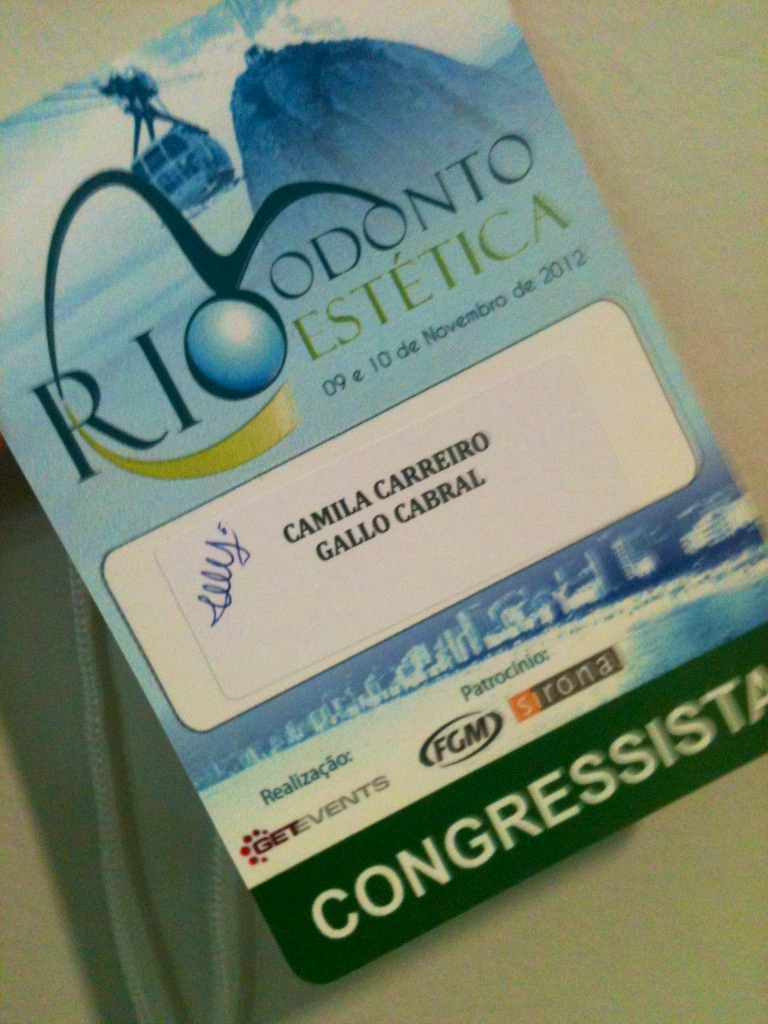 RIO ODONTO
ESTÉTICA
09 e 10 de Novembro de 2012
CAMILA CARREIRO
GALLO CABRAL
Patrocínio:
FGM sirona
Realização:
GETEVENTS
CONGRESSISTA